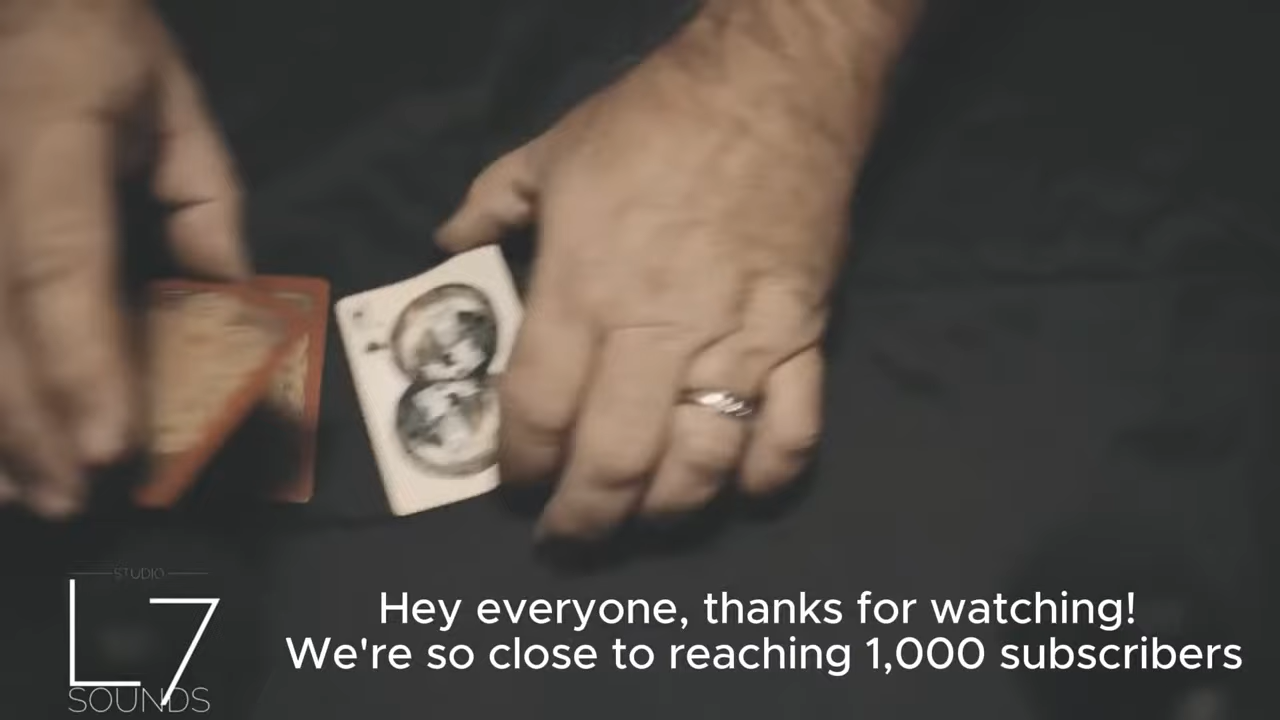 Hey everyone, thanks for watching!
We're so close to reaching 1,000 subscribers
STUDIO
L7
SOUNDS